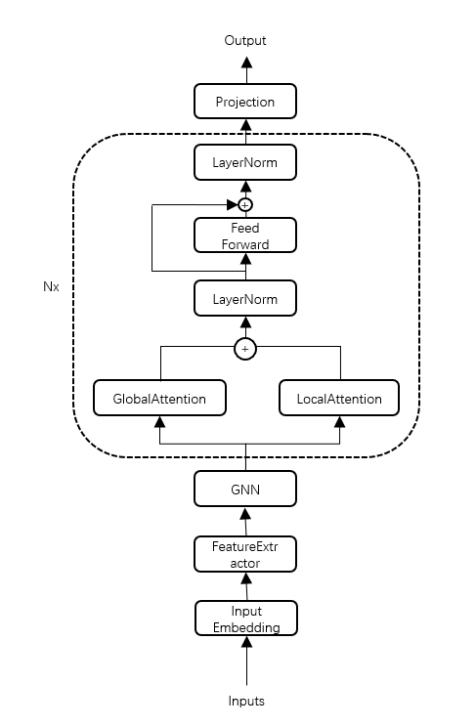 Output
Projection
LayerNorm
+
Feed
Forward
Nx
LayerNorm
+
GlobalAttention
LocalAttention
GNN
FeatureExtr
actor
Input
Embedding
Inputs